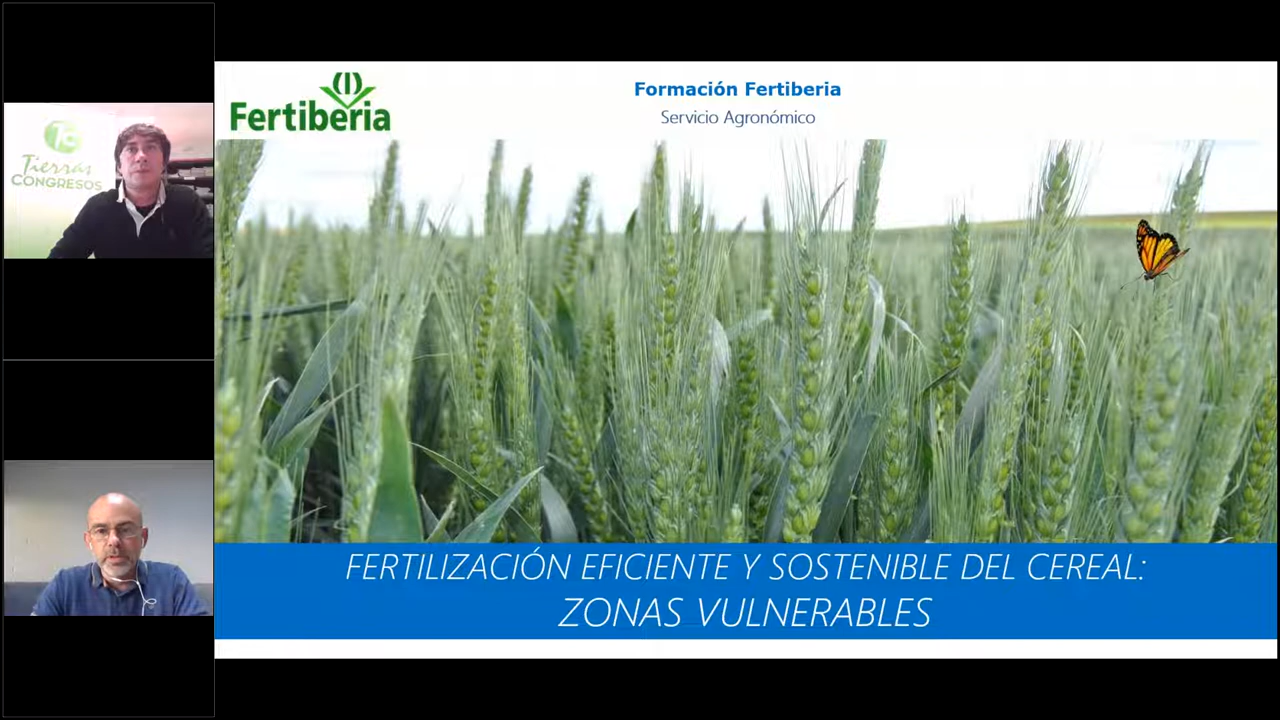 Tierras
CONGRESOS
Fertiberia
Formación Fertiberia
Servicio Agronómico
FERTILIZACIÓN EFICIENTE Y SOSTENIBLE DEL CEREAL:
ZONAS VULNERABLES